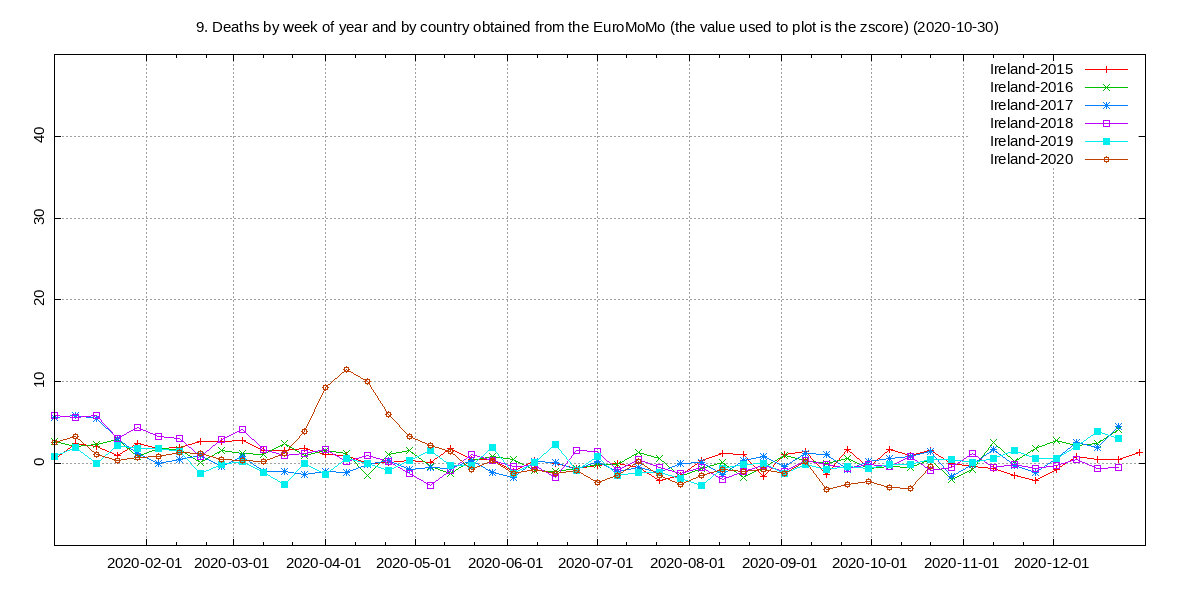 9. Deaths by week of year and by country obtained from the EuroMoMo (the value used to plot is the zscore) (2020-10-30)
Ireland-2015
Ireland-2016
Ireland-2017
Ireland-2018
Ireland-2019
Ireland-2020
40
30
20
10
0
2020-02-01 2020-03-01 2020-04-01 2020-05-01 2020-06-01 2020-07-01 2020-08-01 2020-09-01 2020-10-01 2020-11-01 2020-12-01